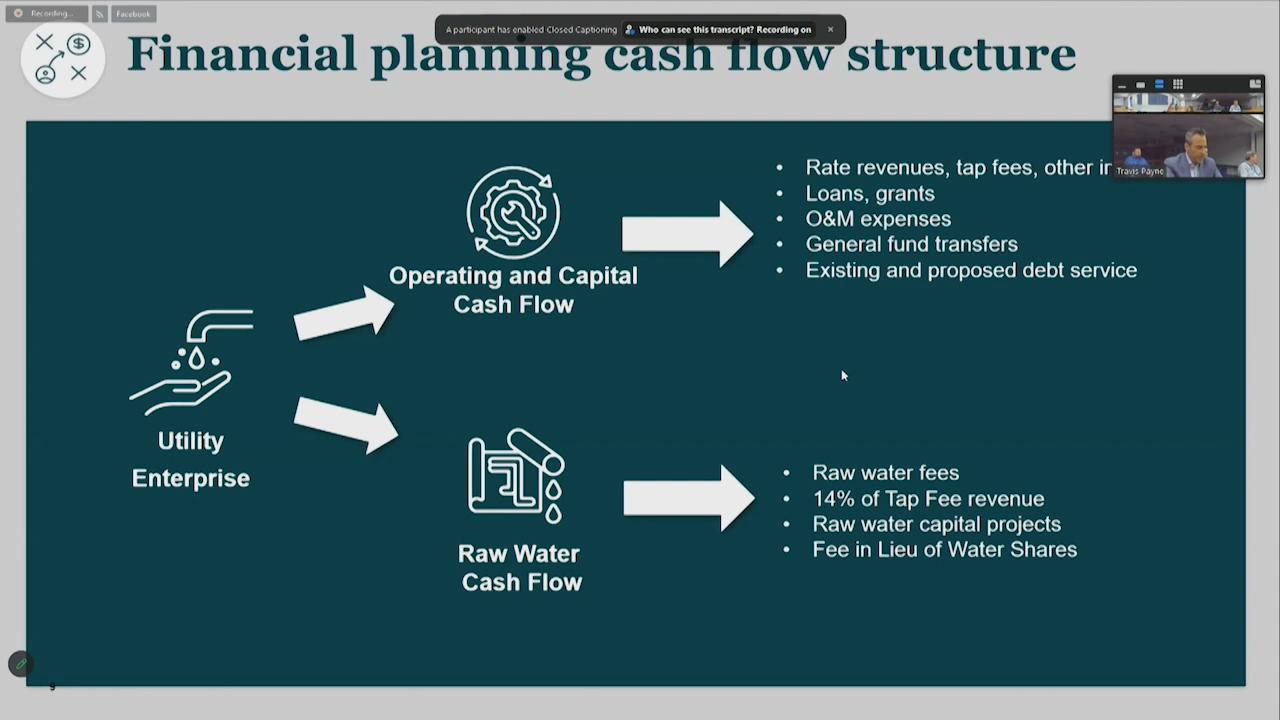 Recording...
Facebook
A participant has enabled Closed Captioning
Who can see this transcript? Recording on
Financial planning cash flow structure
Travis Payne
Rate revenues, tap fees, other in
Loans, grants
O&M expenses
General fund transfers
Existing and proposed debt service
Operating and Capital
Cash Flow
Utility
Enterprise
Raw water fees
14% of Tap Fee revenue
Raw water capital projects
Fee in Lieu of Water Shares
Raw Water
Cash Flow
9